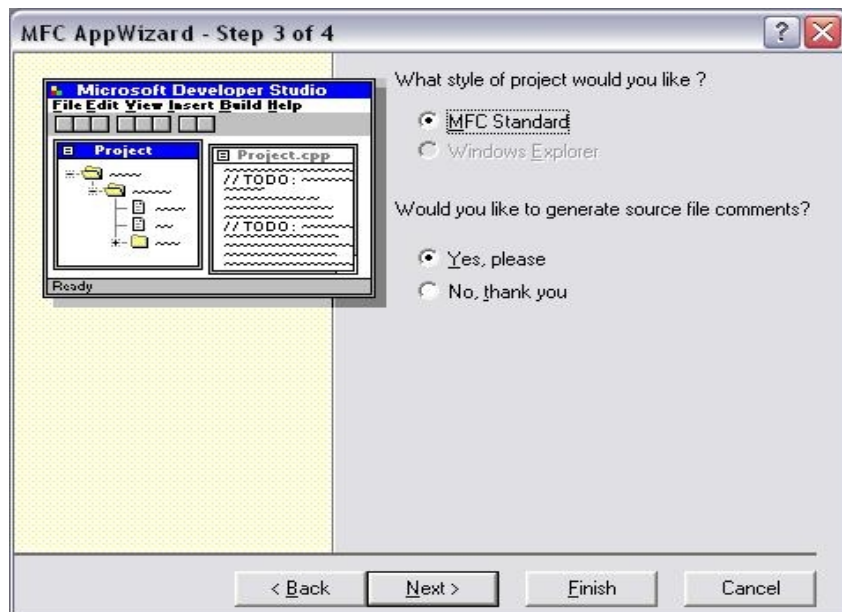 MFC AppWizard - Step 3 of 4
Microsoft Developer Studio
File Edit View Insert Build Help
Project
Project.cpp
//TODO:
//TODO:
Ready
What style of project would you like ?
MFC Standard
Windows Explorer
Would you like to generate source file comments?
Yes, please
No, thank you
< Back
Next >
Finish
Cancel